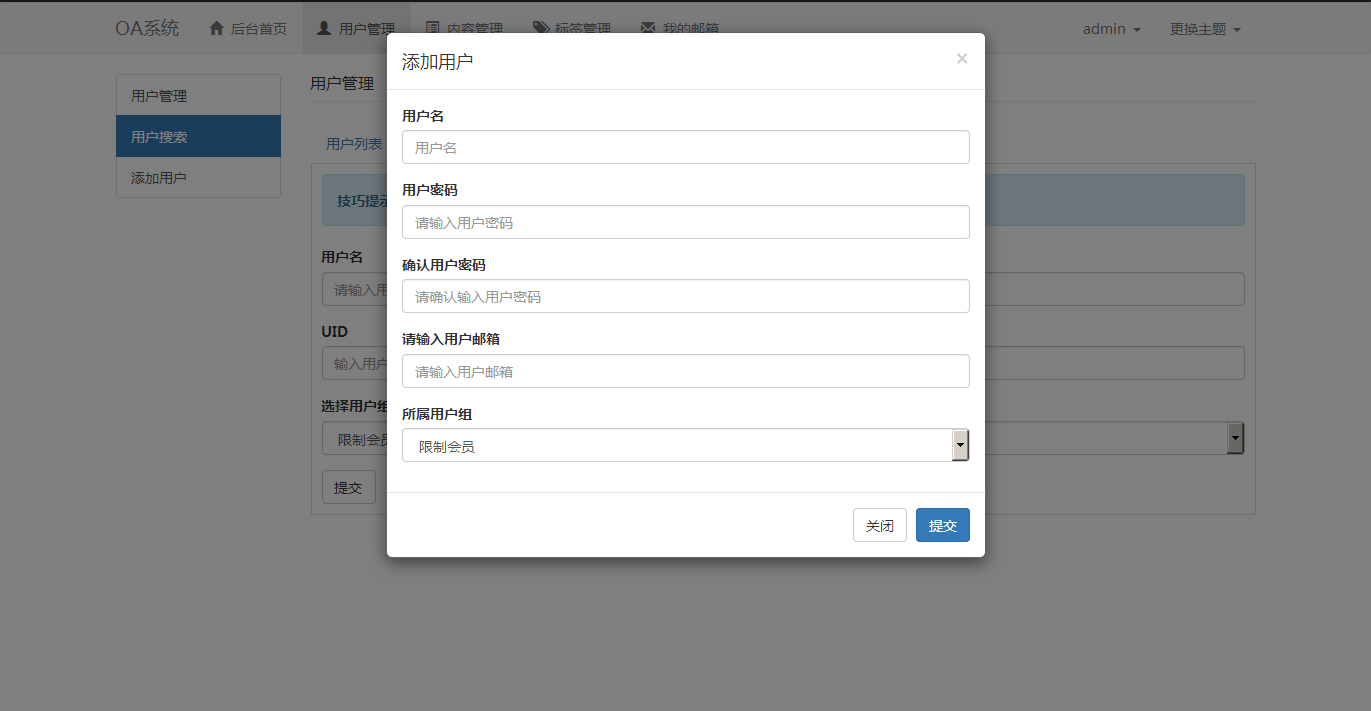 OA系统 后台首页 用户管理 内容管理 标签管理 我的邮箱 admin 更换主题
添加用户 ×
用户名
用户名
用户密码
请输入用户密码
确认用户密码
请确认输入用户密码
请输入用户邮箱
请输入用户邮箱
所属用户组
限制会员
关闭 提交
用户管理
用户搜索
添加用户
用户管理
用户列表
技巧提示
用户名
请输入用
UID
输入用户
选择用户组
限制会员
提交